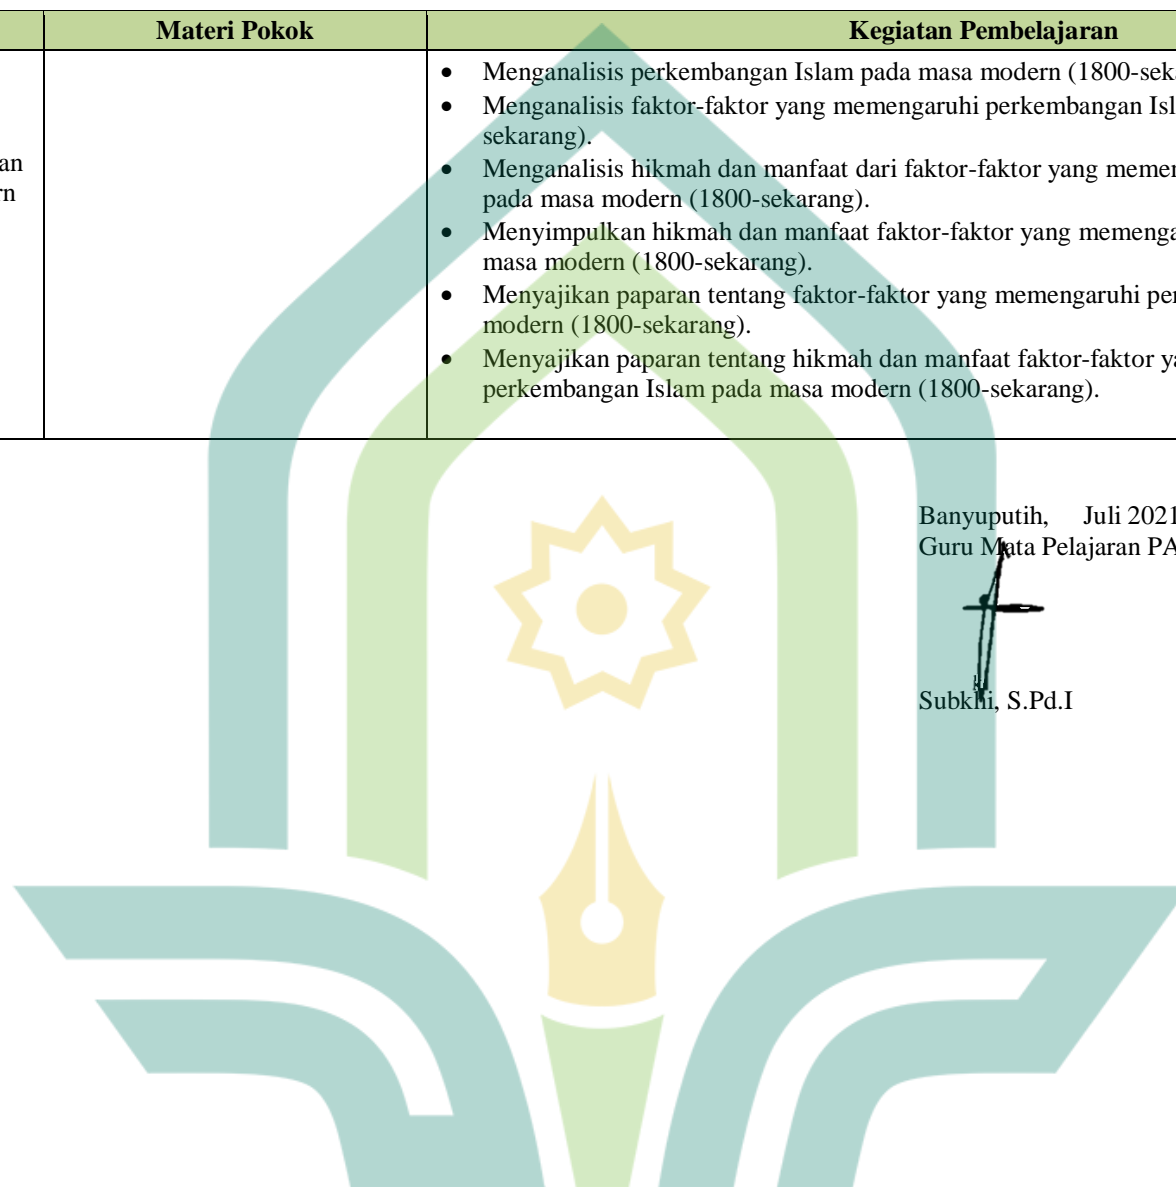 Materi Pokok
Kegiatan Pembelajaran
an
rn
• Menganalisis perkembangan Islam pada masa modern (1800-sek
• Menganalisis faktor-faktor yang memengaruhi perkembangan Isl
sekarang).
• Menganalisis hikmah dan manfaat dari faktor-faktor yang memen
pada masa modern (1800-sekarang).
• Menyimpulkan hikmah dan manfaat faktor-faktor yang memenga
masa modern (1800-sekarang).
• Menyajikan paparan tentang faktor-faktor yang memengaruhi per
modern (1800-sekarang).
• Menyajikan paparan tentang hikmah dan manfaat faktor-faktor ya
perkembangan Islam pada masa modern (1800-sekarang).
Banyuputih, Juli 2021
Guru Mata Pelajaran PA
Subkhi, S.Pd.I